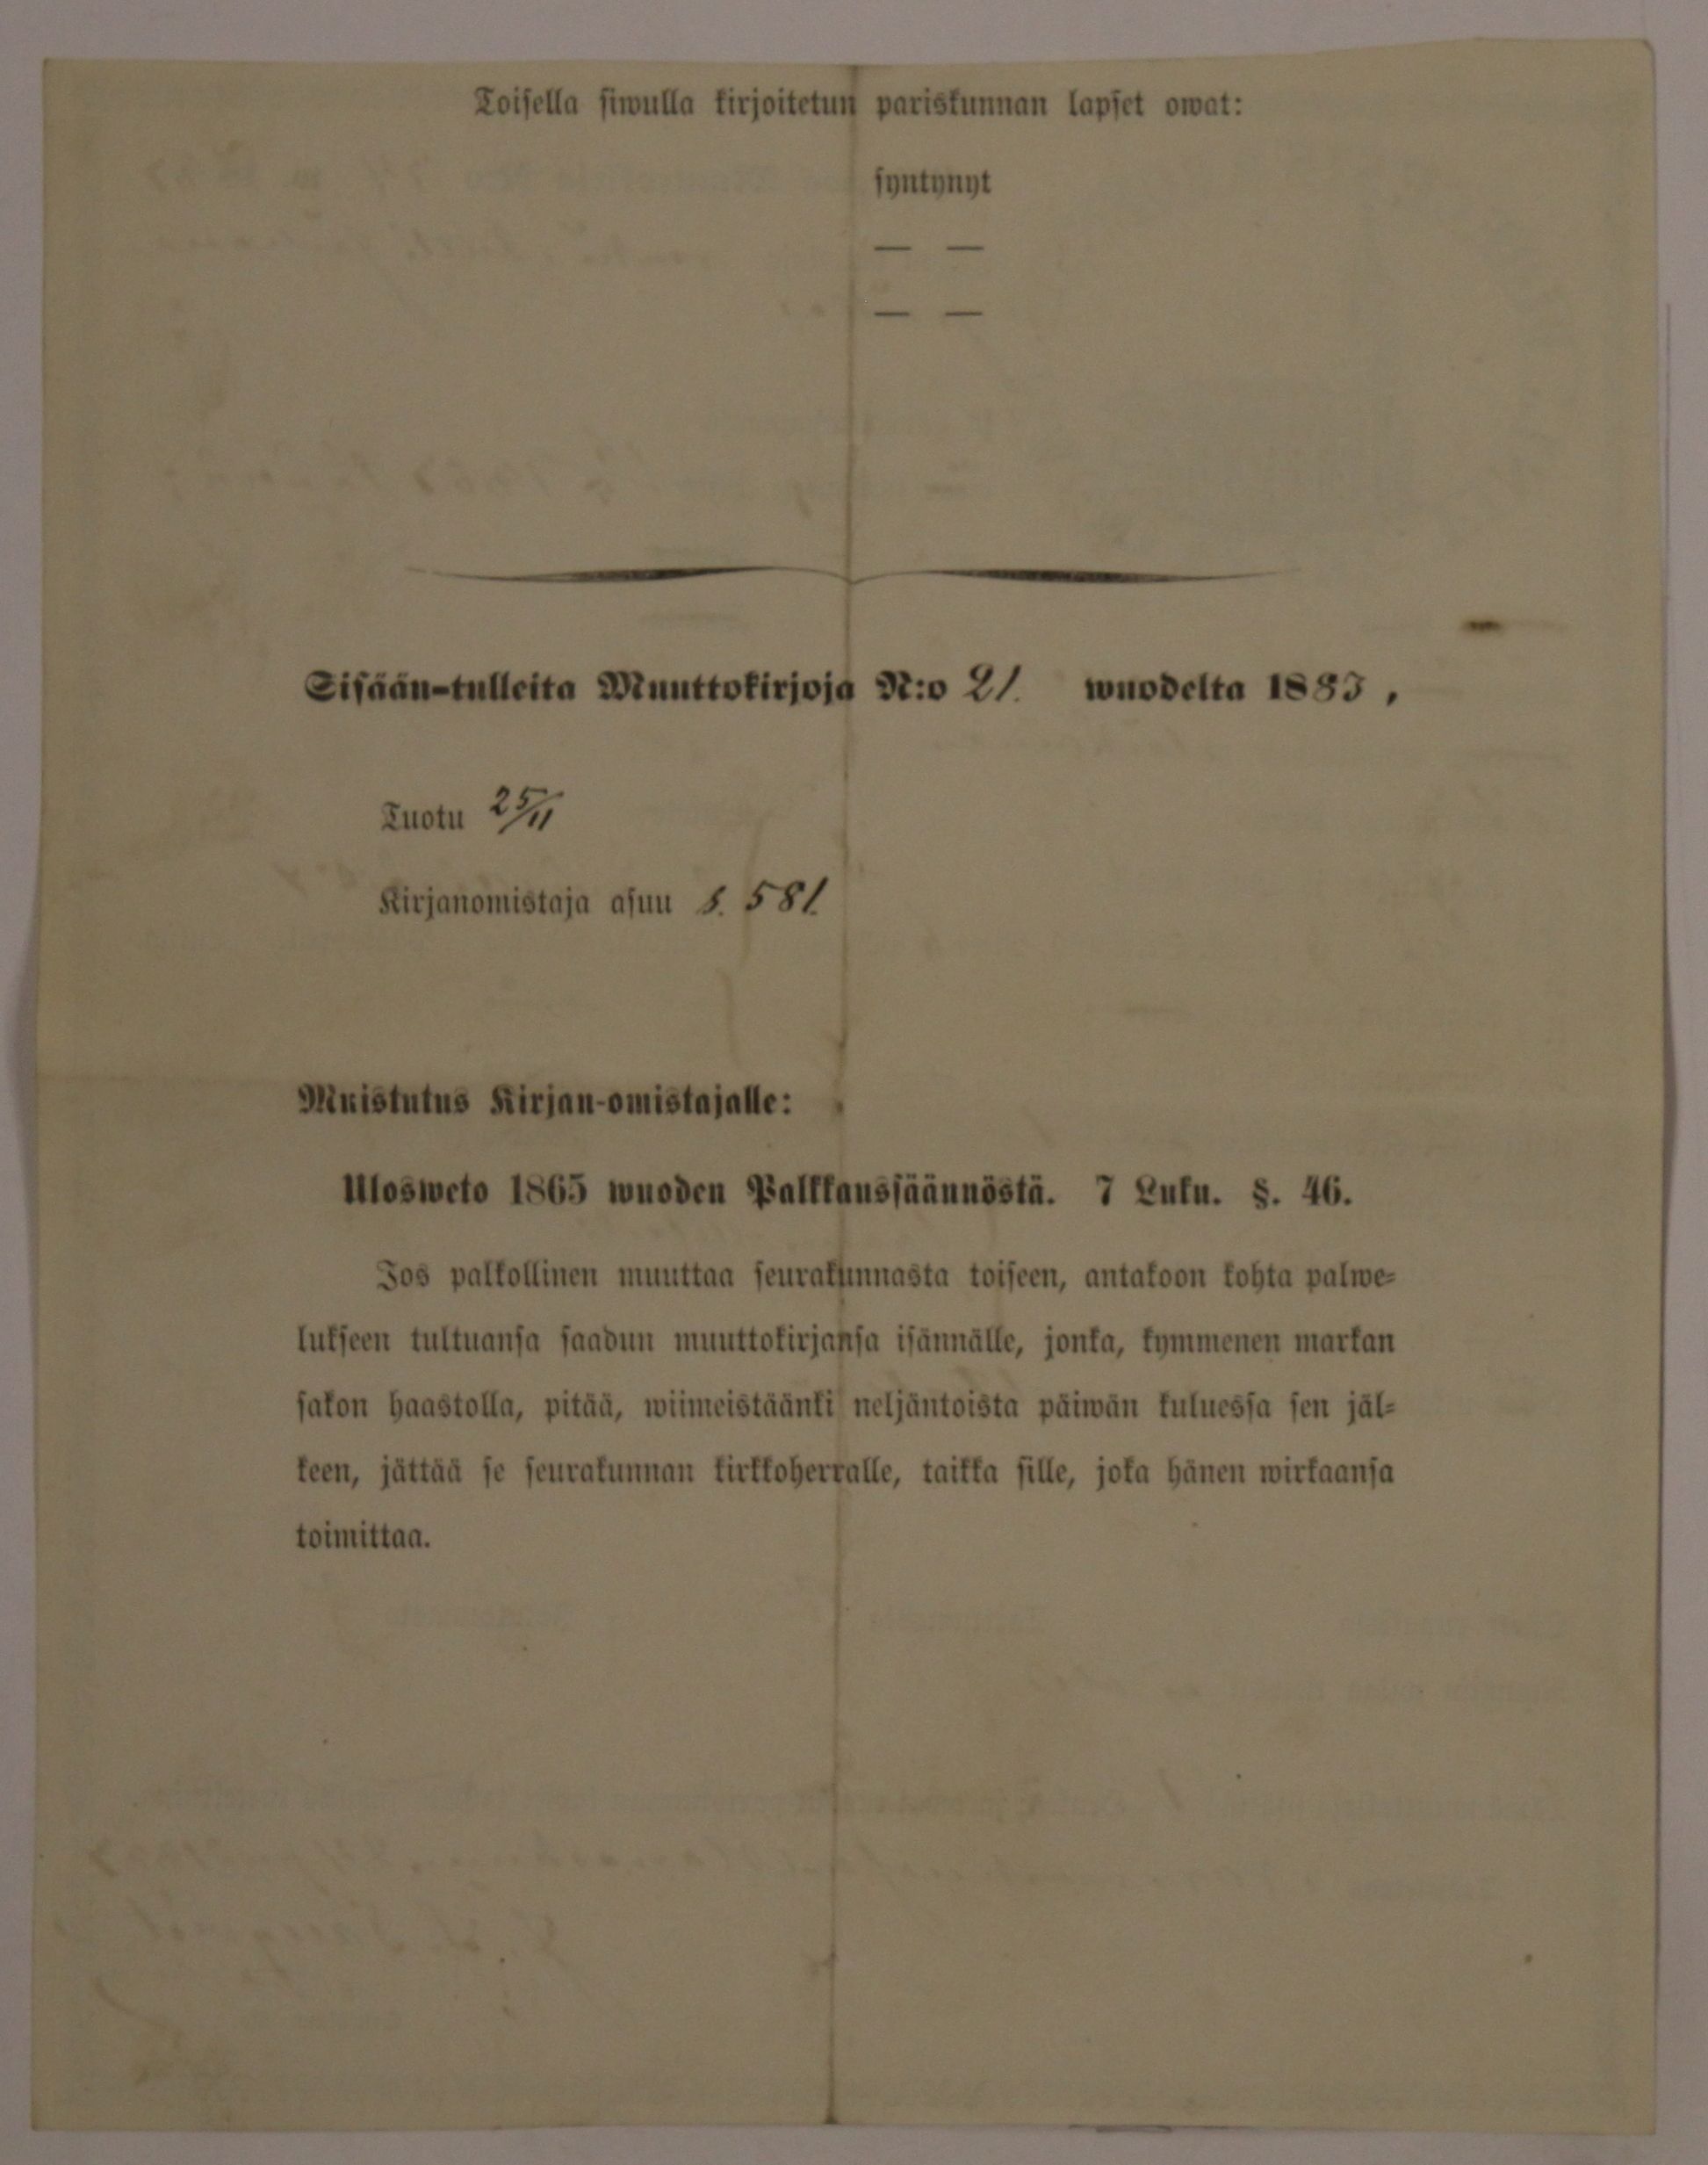 Toisella siwulla kirjoitetun pariskunnan lapset owat:
syntynyt
— —
— —
Sisään-tulleita Muuttokirjoja N:o 21. wuodelta 1883,
Tuotu 25/11
Kirjanomistaja asuu s. 581.
Muistutus Kirjan-omistajalle:
Ulosweto 1865 wuoden Palkkaussäännöstä. 7 Luku. §. 46.
Jos palkollinen muuttaa seurakunnasta toiseen, antakoon kohta palwe-
lukseen tultuansa saadun muuttokirjansa isännälle, jonka, kymmenen markan
sakon haastolla, pitää, wiimeistäänki neljäntoista päiwän kuluessa sen jäl-
keen, jättää se seurakunnan kirkkoherralle, taikka sille, joka hänen wirkaansa
toimittaa.